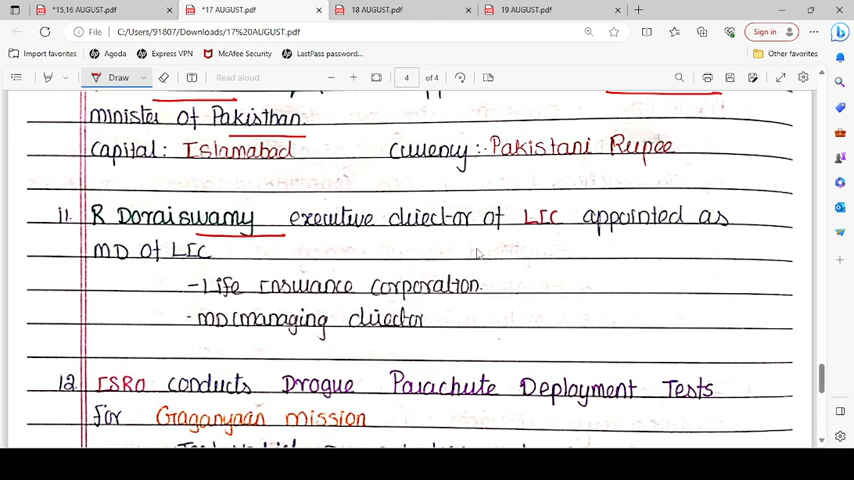 *15,16 AUGUST.pdf
*17 AUGUST.pdf
18 AUGUST.pdf
19 AUGUST.pdf
File
C:/Users/91807/Downloads/17%20AUGUST.pdf
Sign in
Import favorites
Agoda
Express VPN
McAfee Security
LastPass password...
Other favorites
Draw
Read aloud
4
of 4
minister of Pakisthan.
Capital: Islamabad
Currency:- Pakistani Rupee
11. R Doraiswamy executive director of LIC appointed as
MD of LIC
-Life Insurance corporation.
-MD(managing director
12. ISRO conducts Drogue Parachute Deployment Tests
for Gaganyaan mission